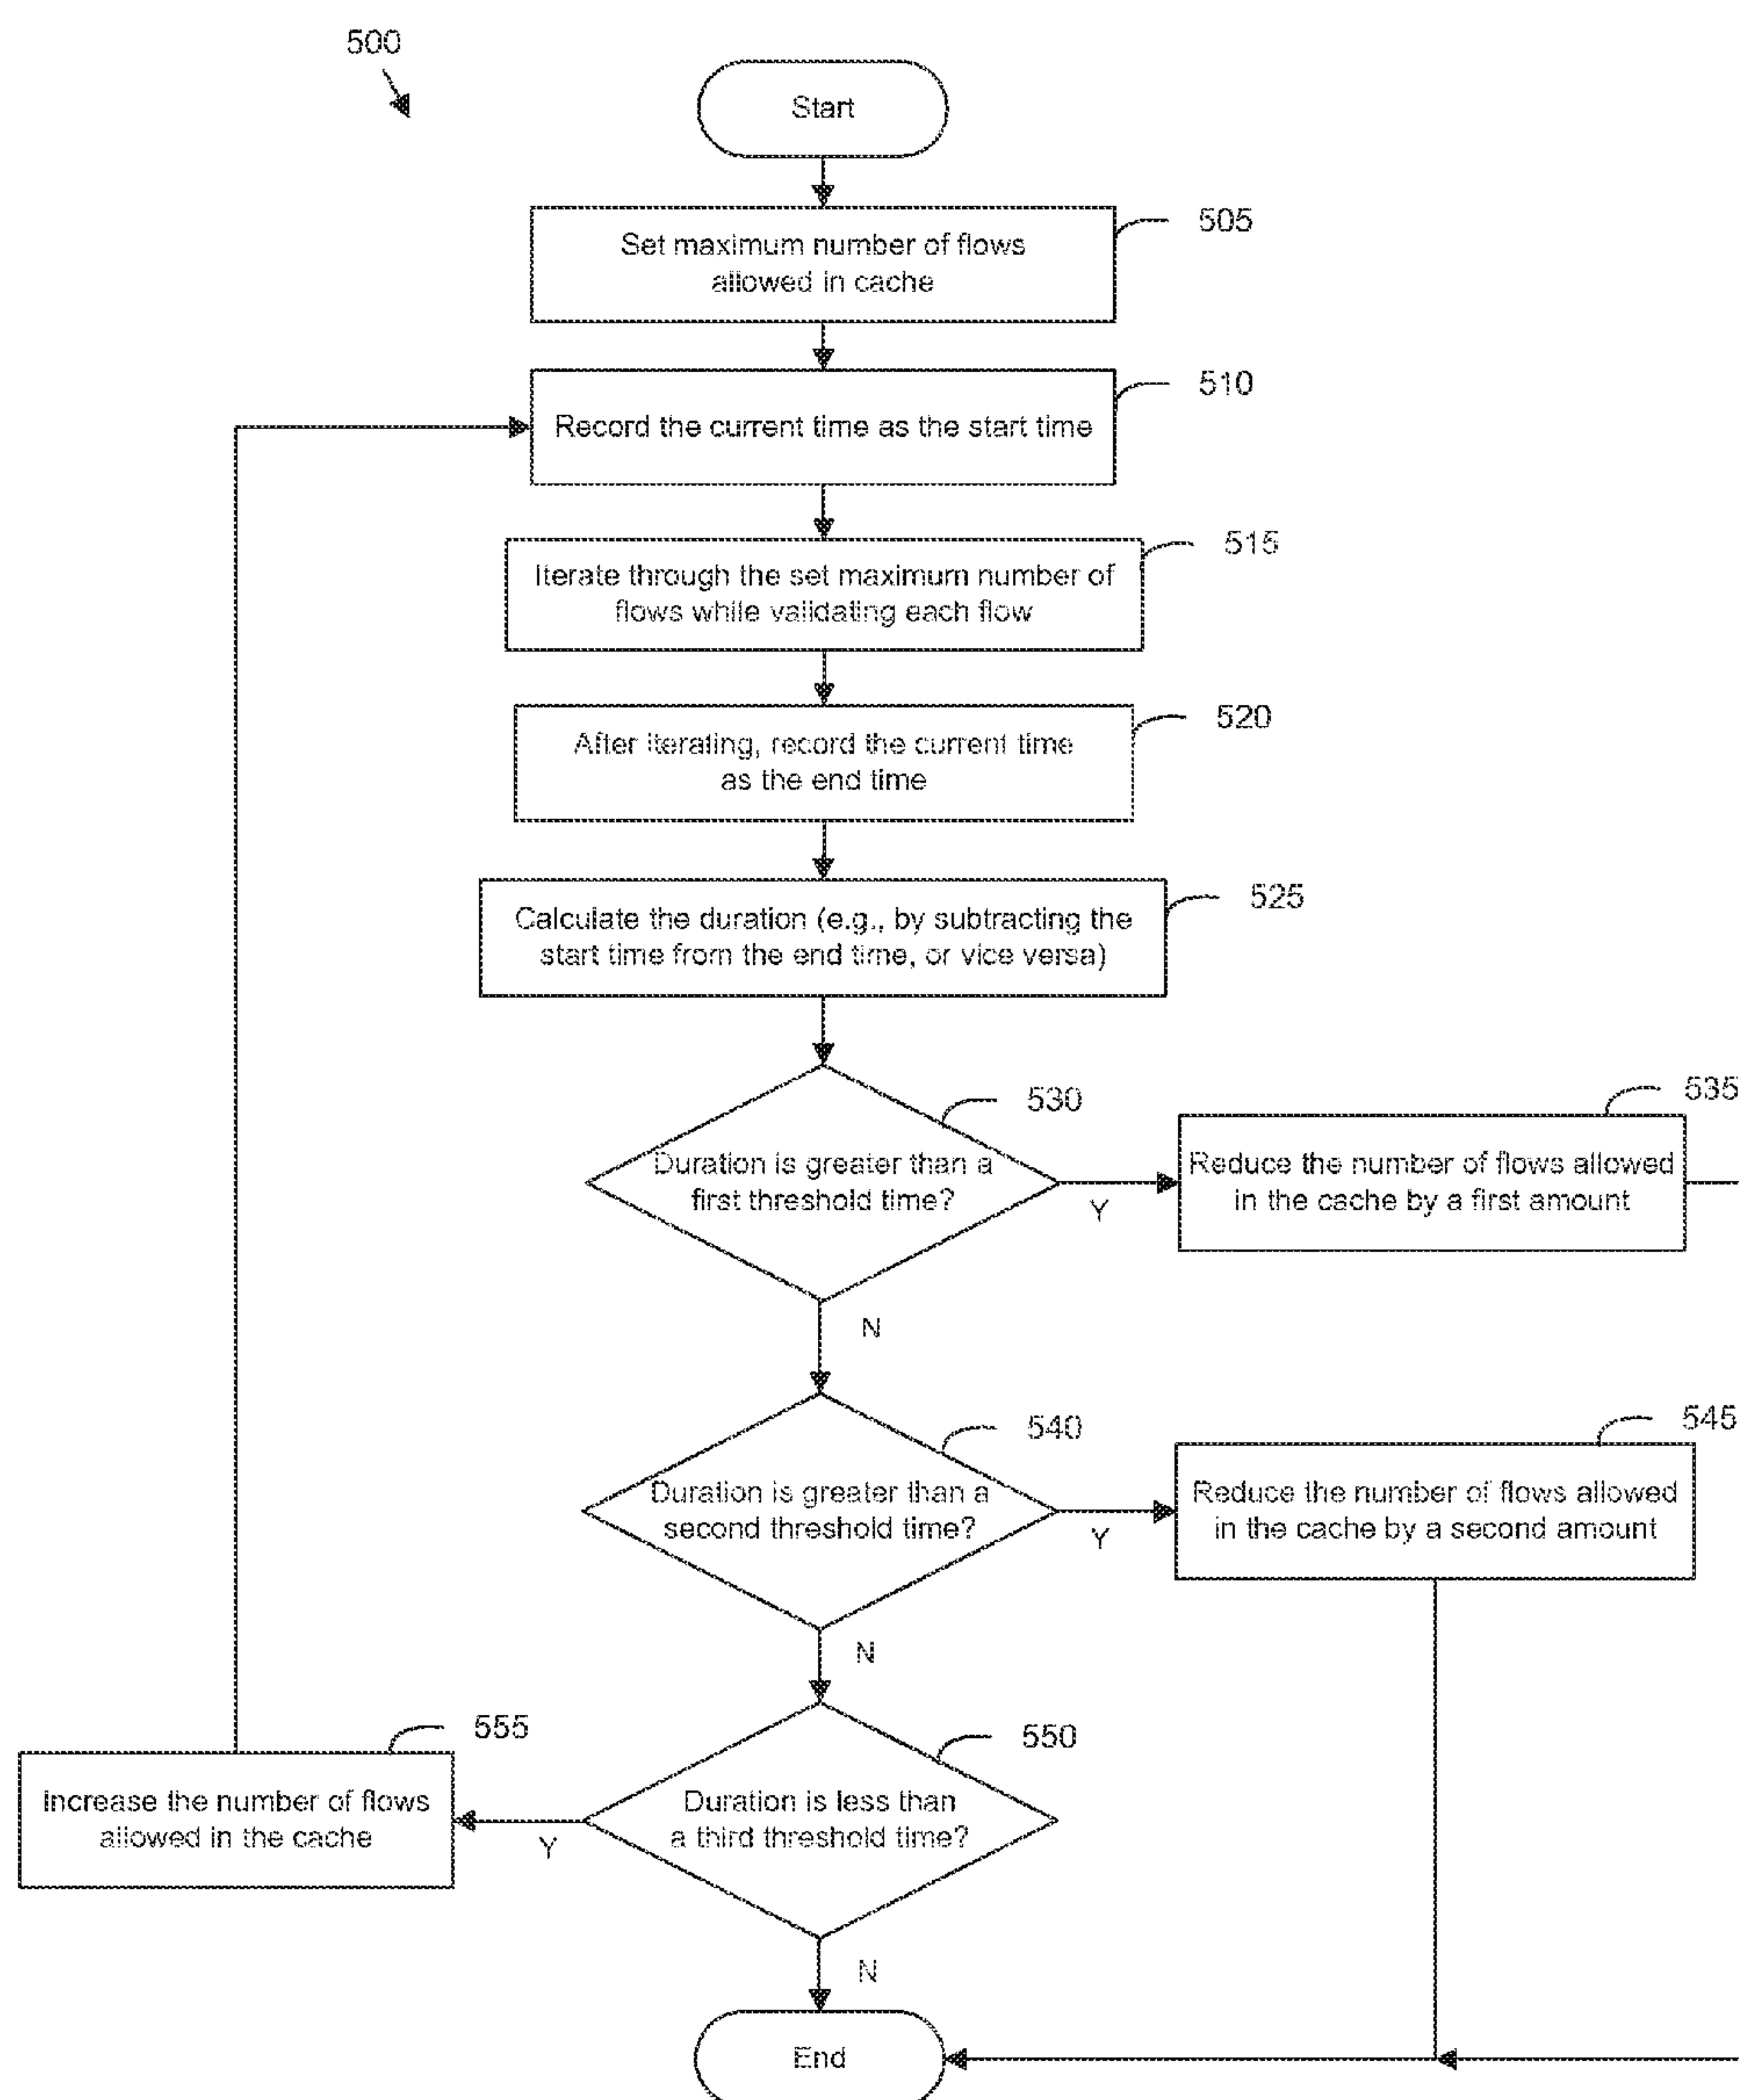 500
Start
505
Set maximum number of flows
allowed in cache
510
Record the current time as the start time
515
Iterate through the set maximum number of
flows while validating each flow
520
After iterating, record the current time
as the end time
525
Calculate the duration (e.g., by subtracting the
start time from the end time, or vice versa)
530
Duration is greater than a
first threshold time?
Y
535
Reduce the number of flows allowed
in the cache by a first amount
N
540
Duration is greater than a
second threshold time?
Y
545
Reduce the number of flows allowed
in the cache by a second amount
N
550
Duration is less than
a third threshold time?
Y
555
Increase the number of flows
allowed in the cache
N
End